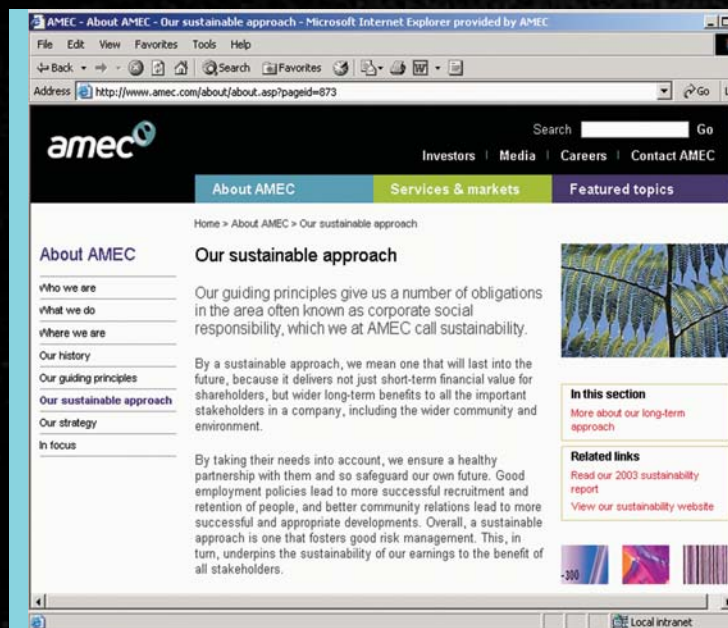 AMEC - About AMEC - Our sustainable approach - Microsoft Internet Explorer provided by AMEC
File Edit View Favorites Tools Help
Back Search Favorites
Address http://www.amec.com/about/about.asp?pageid=873 Go
amec
Search Go
Investors | Media | Careers | Contact AMEC
About AMEC Services & markets Featured topics
Home > About AMEC > Our sustainable approach
About AMEC
Who we are
What we do
Where we are
Our history
Our guiding principles
Our sustainable approach
Our strategy
In focus
Our sustainable approach
Our guiding principles give us a number of obligations
in the area often known as corporate social
responsibility, which we at AMEC call sustainability.
By a sustainable approach, we mean one that will last into the
future, because it delivers not just short-term financial value for
shareholders, but wider long-term benefits to all the important
stakeholders in a company, including the wider community and
environment.
By taking their needs into account, we ensure a healthy
partnership with them and so safeguard our own future. Good
employment policies lead to more successful recruitment and
retention of people, and better community relations lead to more
successful and appropriate developments. Overall, a sustainable
approach is one that fosters good risk management. This, in
turn, underpins the sustainability of our earnings to the benefit of
all stakeholders.
In this section
More about our long-term
approach
Related links
Read our 2003 sustainability
report
View our sustainability website
-300
Local intranet